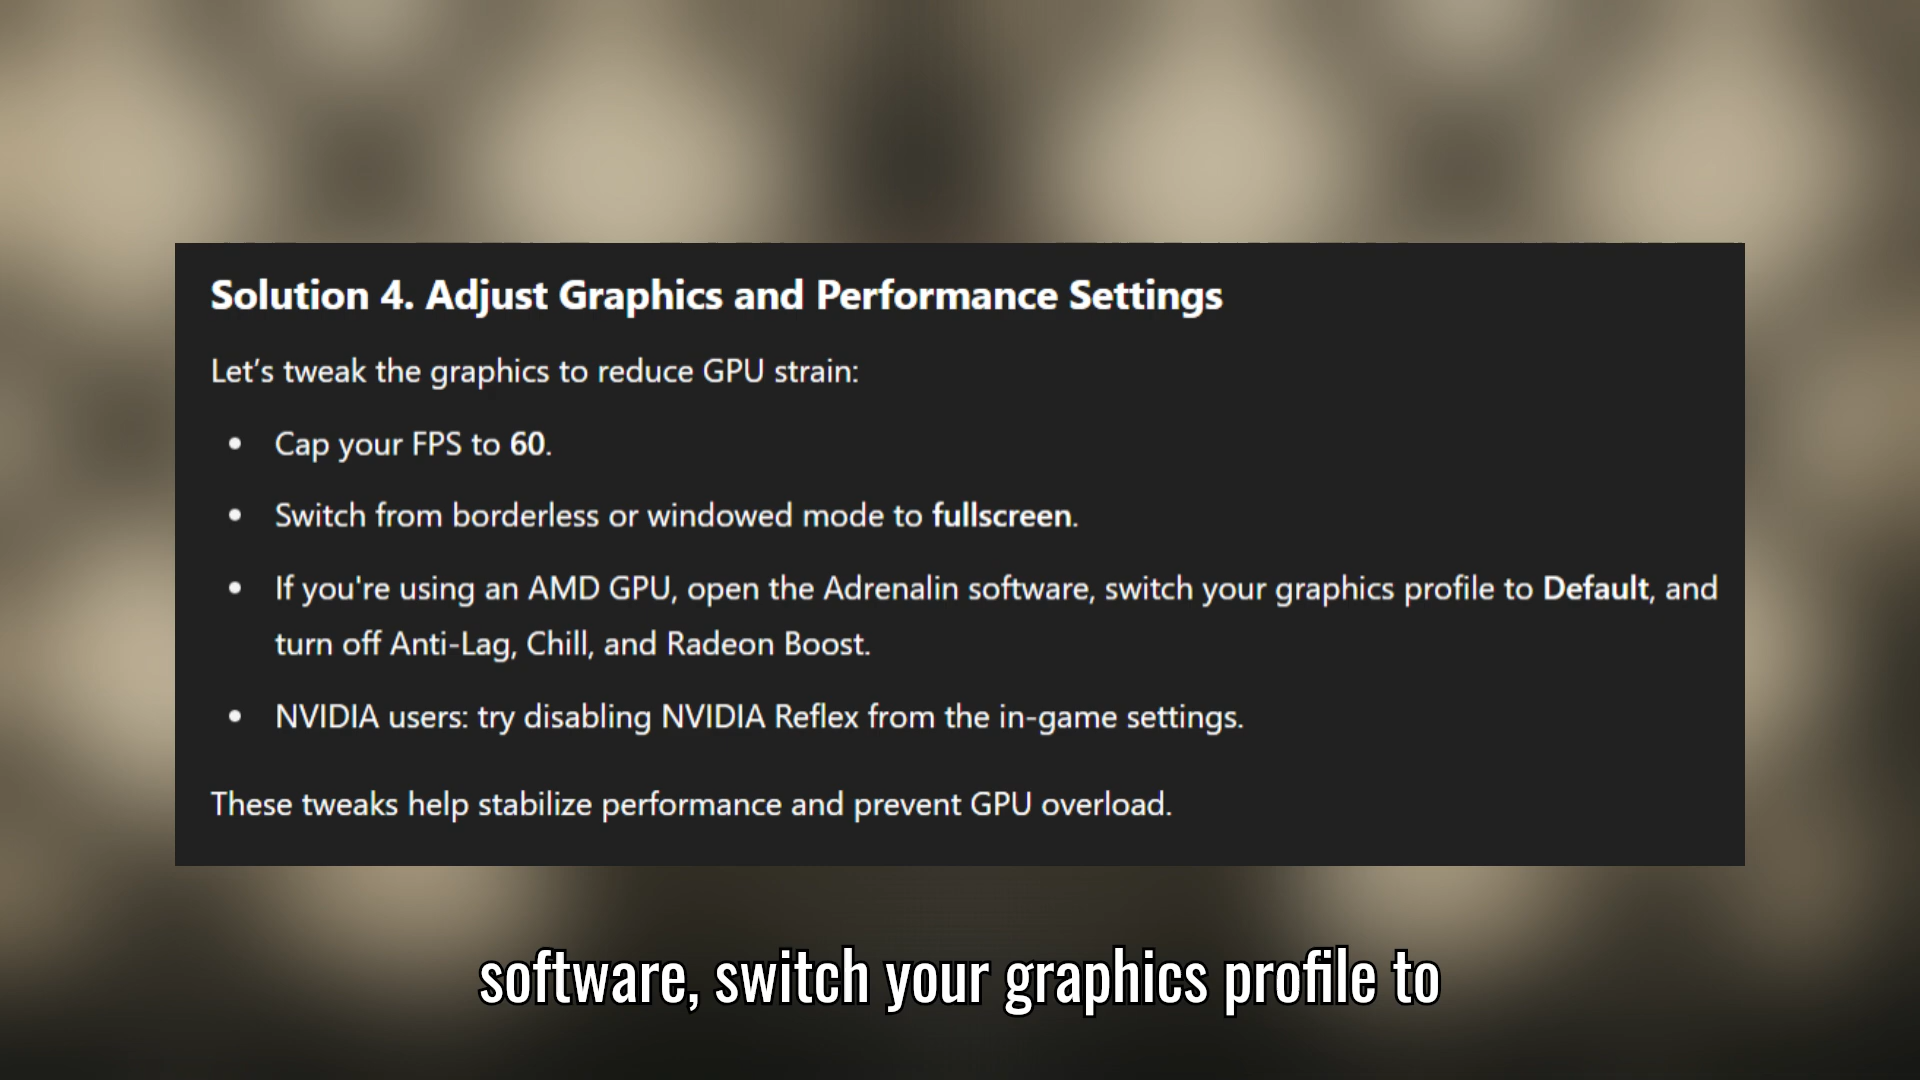 Solution 4. Adjust Graphics and Performance Settings
Let’s tweak the graphics to reduce GPU strain:
• Cap your FPS to 60.
• Switch from borderless or windowed mode to fullscreen.
• If you're using an AMD GPU, open the Adrenalin software, switch your graphics profile to Default, and
turn off Anti-Lag, Chill, and Radeon Boost.
• NVIDIA users: try disabling NVIDIA Reflex from the in-game settings.
These tweaks help stabilize performance and prevent GPU overload.
software, switch your graphics profile to